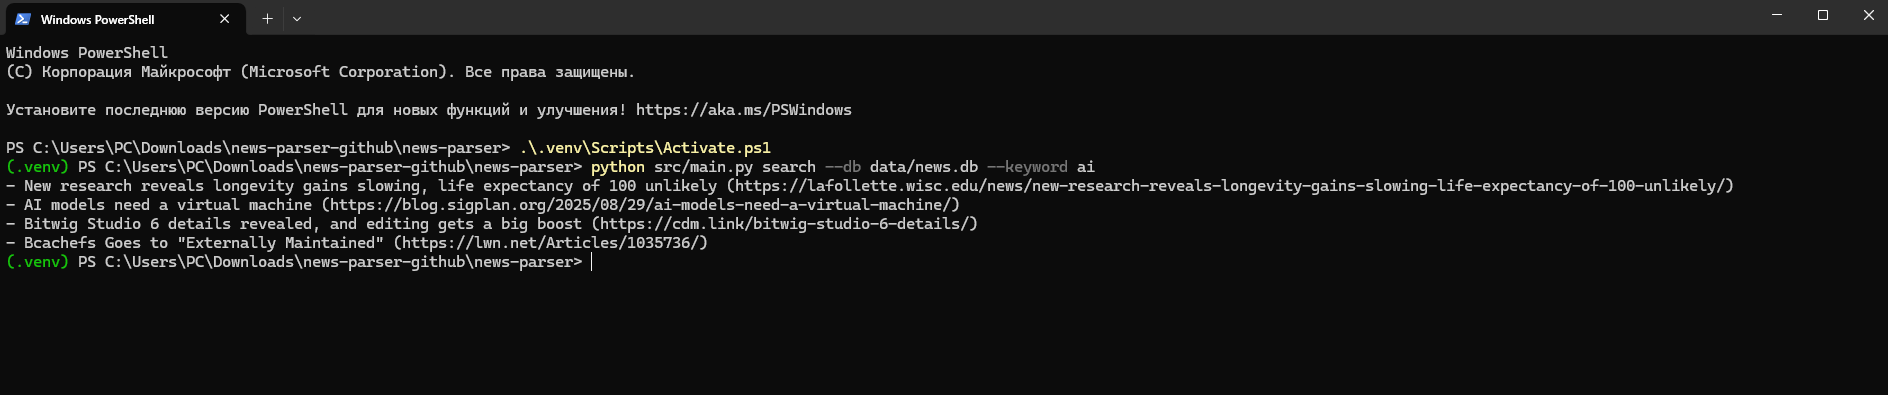 Windows PowerShell
Windows PowerShell
(C) Корпорация Майкрософт (Microsoft Corporation). Все права защищены.
Установите последнюю версию PowerShell для новых функций и улучшения! https://aka.ms/PSWindows
PS C:\Users\PC\Downloads\news-parser-github\news-parser> .\.venv\Scripts\Activate.ps1
(.venv) PS C:\Users\PC\Downloads\news-parser-github\news-parser> python src/main.py search --db data/news.db --keyword ai
- New research reveals longevity gains slowing, life expectancy of 100 unlikely (https://lafollette.wisc.edu/news/new-research-reveals-longevity-gains-slowing-life-expectancy-of-100-unlikely/)
- AI models need a virtual machine (https://blog.sigplan.org/2025/08/29/ai-models-need-a-virtual-machine/)
- Bitwig Studio 6 details revealed, and editing gets a big boost (https://cdm.link/bitwig-studio-6-details/)
- Bcachefs Goes to "Externally Maintained" (https://lwn.net/Articles/1035736/)
(.venv) PS C:\Users\PC\Downloads\news-parser-github\news-parser>